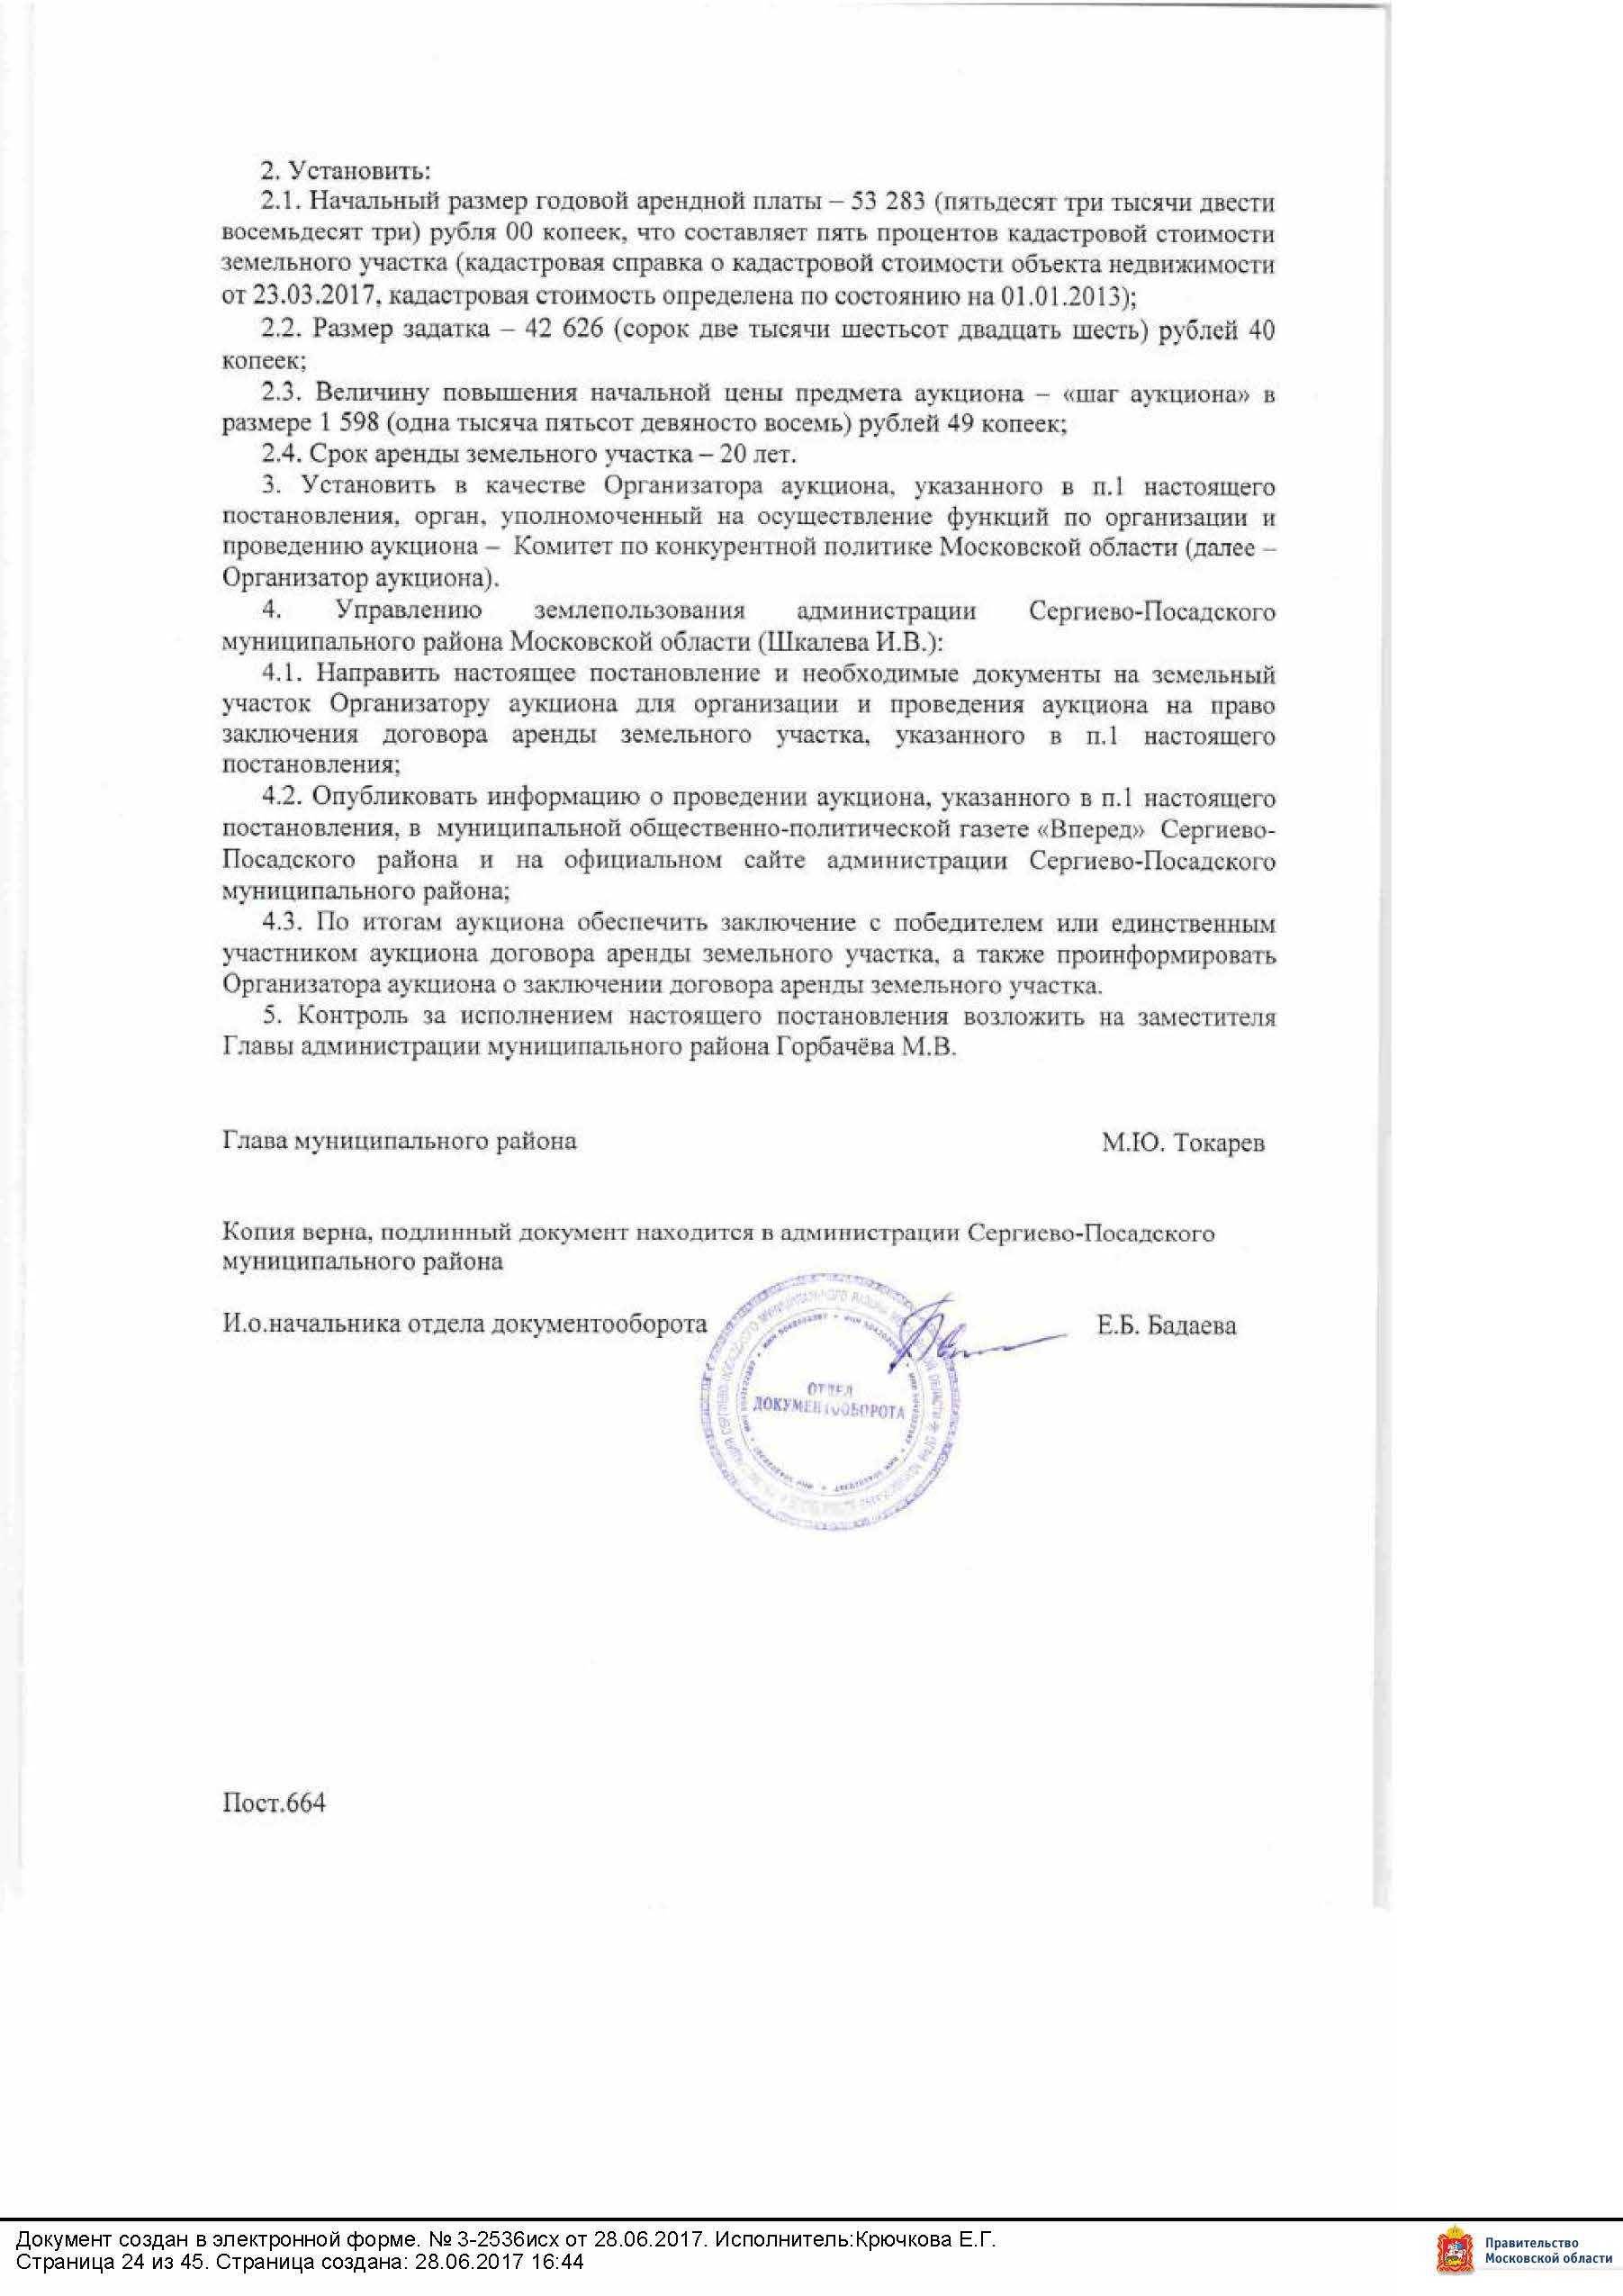 2. Установить:
2.1. Начальный размер годовой арендной платы – 53 283 (пятьдесят три тысячи двести
восемьдесят три) рубля 00 копеек, что составляет пять процентов кадастровой стоимости
земельного участка (кадастровая справка о кадастровой стоимости объекта недвижимости
от 23.03.2017, кадастровая стоимость определена по состоянию на 01.01.2013);
2.2. Размер задатка – 42 626 (сорок две тысячи шестьсот двадцать шесть) рублей 40
копеек;
2.3. Величину повышения начальной цены предмета аукциона – «шаг аукциона» в
размере 1 598 (одна тысяча пятьсот девяносто восемь) рублей 49 копеек;
2.4. Срок аренды земельного участка – 20 лет.
3. Установить в качестве Организатора аукциона, указанного в п.1 настоящего
постановления, орган, уполномоченный на осуществление функций по организации и
проведению аукциона – Комитет по конкурентной политике Московской области (далее –
Организатор аукциона).
4. Управлению землепользования администрации Сергиево-Посадского
муниципального района Московской области (Шкалева И.В.):
4.1. Направить настоящее постановление и необходимые документы на земельный
участок Организатору аукциона для организации и проведения аукциона на право
заключения договора аренды земельного участка, указанного в п.1 настоящего
постановления;
4.2. Опубликовать информацию о проведении аукциона, указанного в п.1 настоящего
постановления, в муниципальной общественно-политической газете «Вперед» Сергиево-
Посадского района и на официальном сайте администрации Сергиево-Посадского
муниципального района;
4.3. По итогам аукциона обеспечить заключение с победителем или единственным
участником аукциона договора аренды земельного участка, а также проинформировать
Организатора аукциона о заключении договора аренды земельного участка.
5. Контроль за исполнением настоящего постановления возложить на заместителя
Главы администрации муниципального района Горбачёва М.В.
Глава муниципального района М.Ю. Токарев
Копия верна, подлинный документ находится в администрации Сергиево-Посадского
муниципального района
И.о.начальника отдела документооборота Е.Б. Бадаева
ОТДЕЛ
ДОКУМЕНТООБОРОТА
Пост.664
Документ создан в электронной форме. № 3-2536исх от 28.06.2017. Исполнитель:Крючкова Е.Г.
Страница 24 из 45. Страница создана: 28.06.2017 16:44
Правительство
Московской области